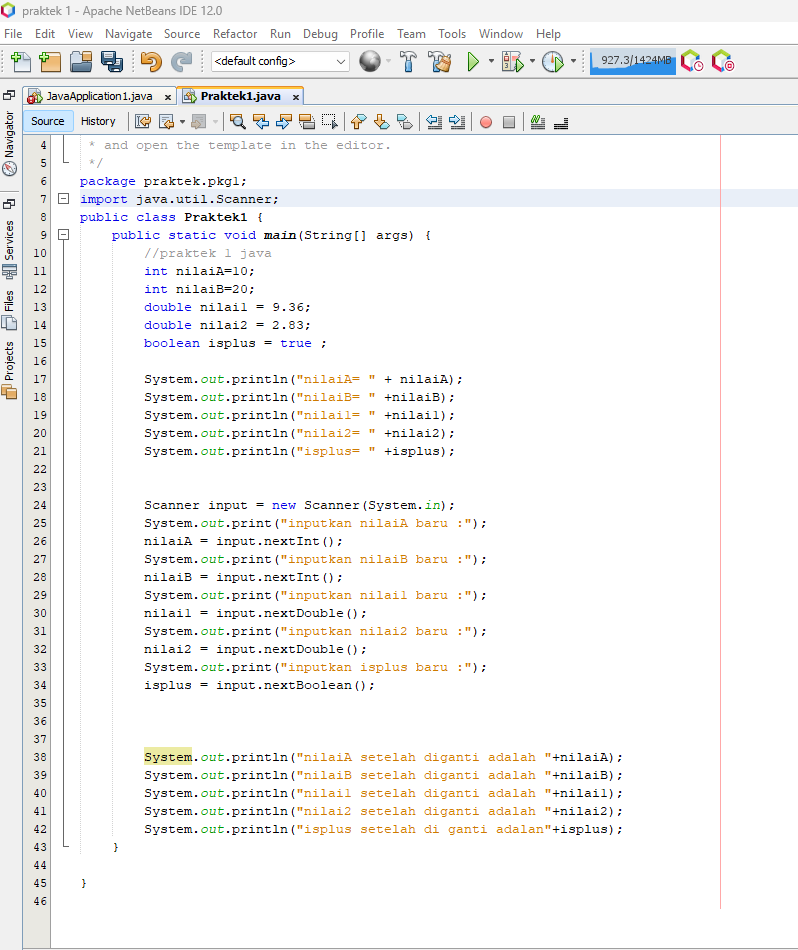 praktek 1 - Apache NetBeans IDE 12.0
File Edit View Navigate Source Refactor Run Debug Profile Team Tools Window Help
<default config> 927.3/1424MB
JavaApplication1.java x Praktek1.java x
Source History
Navigator
Services
Files
Projects
4 * and open the template in the editor.
5 */
6 package praktek.pkg1;
7 import java.util.Scanner;
8 public class Praktek1 {
9 public static void main(String[] args) {
10 //praktek 1 java
11 int nilaiA=10;
12 int nilaiB=20;
13 double nilai1 = 9.36;
14 double nilai2 = 2.83;
15 boolean isplus = true ;
16
17 System.out.println("nilaiA= " + nilaiA);
18 System.out.println("nilaiB= " +nilaiB);
19 System.out.println("nilai1= " +nilai1);
20 System.out.println("nilai2= " +nilai2);
21 System.out.println("isplus= " +isplus);
22
23
24 Scanner input = new Scanner(System.in);
25 System.out.print("inputkan nilaiA baru :");
26 nilaiA = input.nextInt();
27 System.out.print("inputkan nilaiB baru :");
28 nilaiB = input.nextInt();
29 System.out.print("inputkan nilai1 baru :");
30 nilai1 = input.nextDouble();
31 System.out.print("inputkan nilai2 baru :");
32 nilai2 = input.nextDouble();
33 System.out.print("inputkan isplus baru :");
34 isplus = input.nextBoolean();
35
36
37
38 System.out.println("nilaiA setelah diganti adalah "+nilaiA);
39 System.out.println("nilaiB setelah diganti adalah "+nilaiB);
40 System.out.println("nilai1 setelah diganti adalah "+nilai1);
41 System.out.println("nilai2 setelah diganti adalah "+nilai2);
42 System.out.println("isplus setelah di ganti adalan"+isplus);
43 }
44
45 }
46